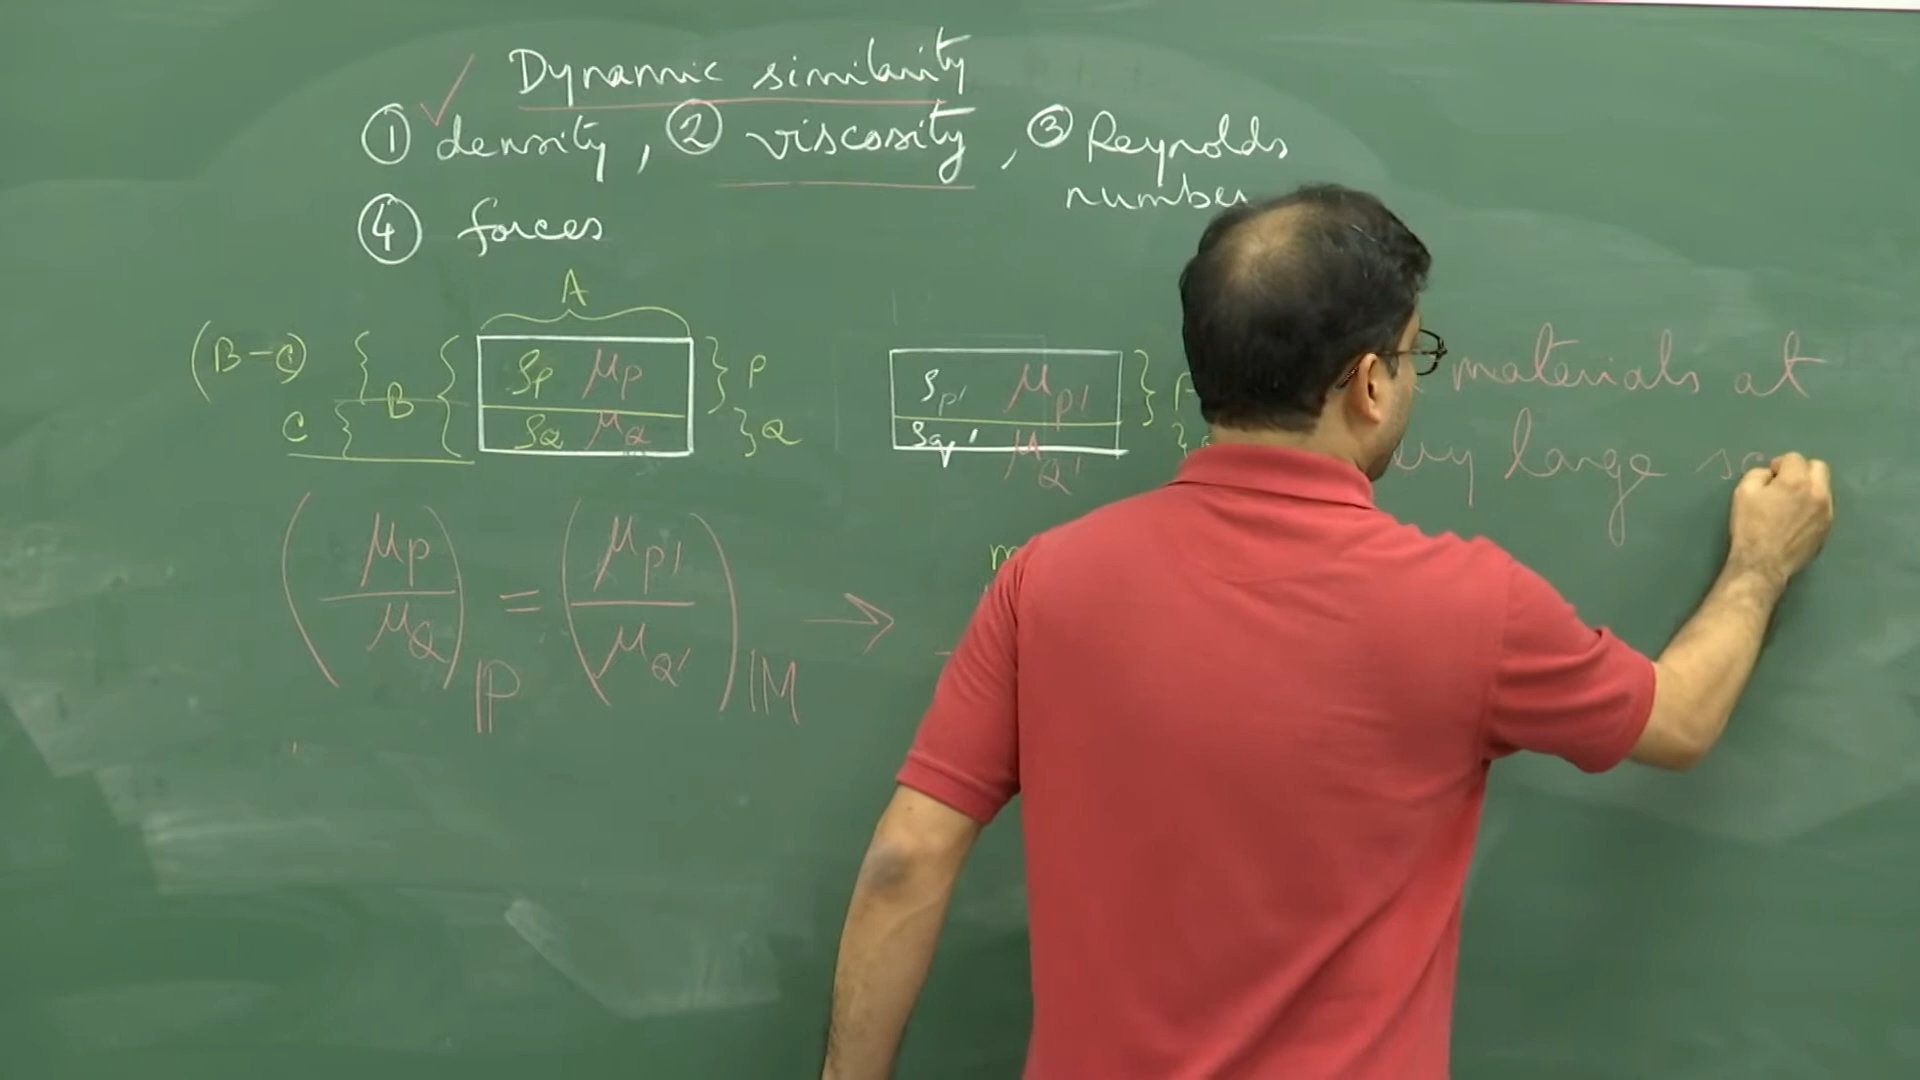 Dynamic similarity
① ✓ density, ② viscosity, ③ Reynolds
number
④ forces
A
(B-C) } B { ρP μP } P
C } ρQ μQ } Q
ρP' μP' }
ρQ' μQ'
(μP/μQ)P = (μP'/μQ')M →
materials at
large